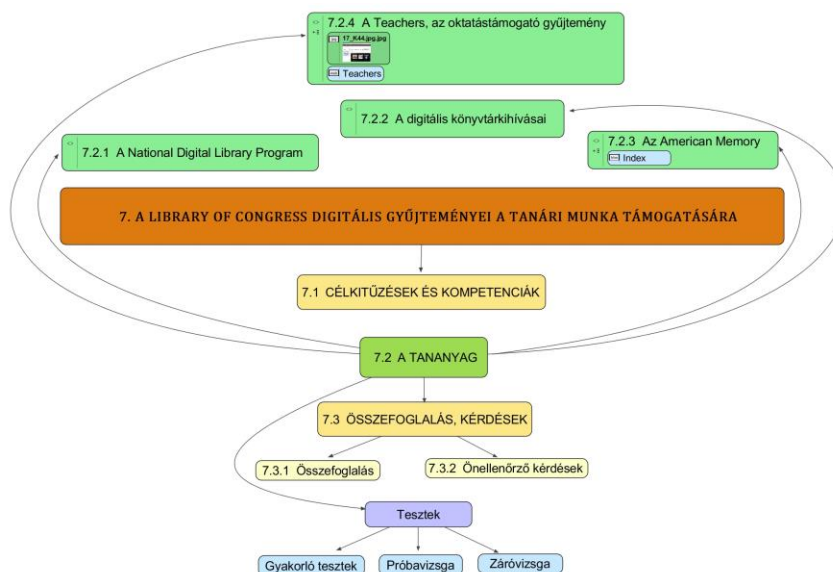 7.2.4 A Teachers, az oktatástámogató gyűjtemény
17_K44.jpg.jpg
Teachers
7.2.2 A digitális könyvtárkihívásai
7.2.1 A National Digital Library Program
7.2.3 Az American Memory
Index
7. A LIBRARY OF CONGRESS DIGITÁLIS GYŰJTEMÉNYEI A TANÁRI MUNKA TÁMOGATÁSÁRA
7.1 CÉLKITŰZÉSEK ÉS KOMPETENCIÁK
7.2 A TANANYAG
7.3 ÖSSZEFOGLALÁS, KÉRDÉSEK
7.3.1 Összefoglalás
7.3.2 Önellenőrző kérdések
Tesztek
Gyakorló tesztek
Próbavizsga
Záróvizsga